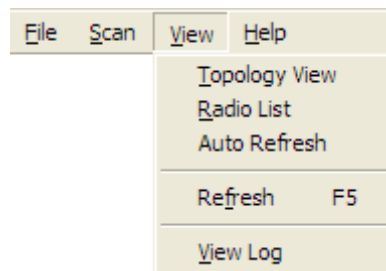 File Scan View Help
Topology View
Radio List
Auto Refresh
Refresh F5
View Log